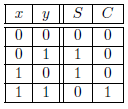 x y S C
0 0 0 0
0 1 1 0
1 0 1 0
1 1 0 1